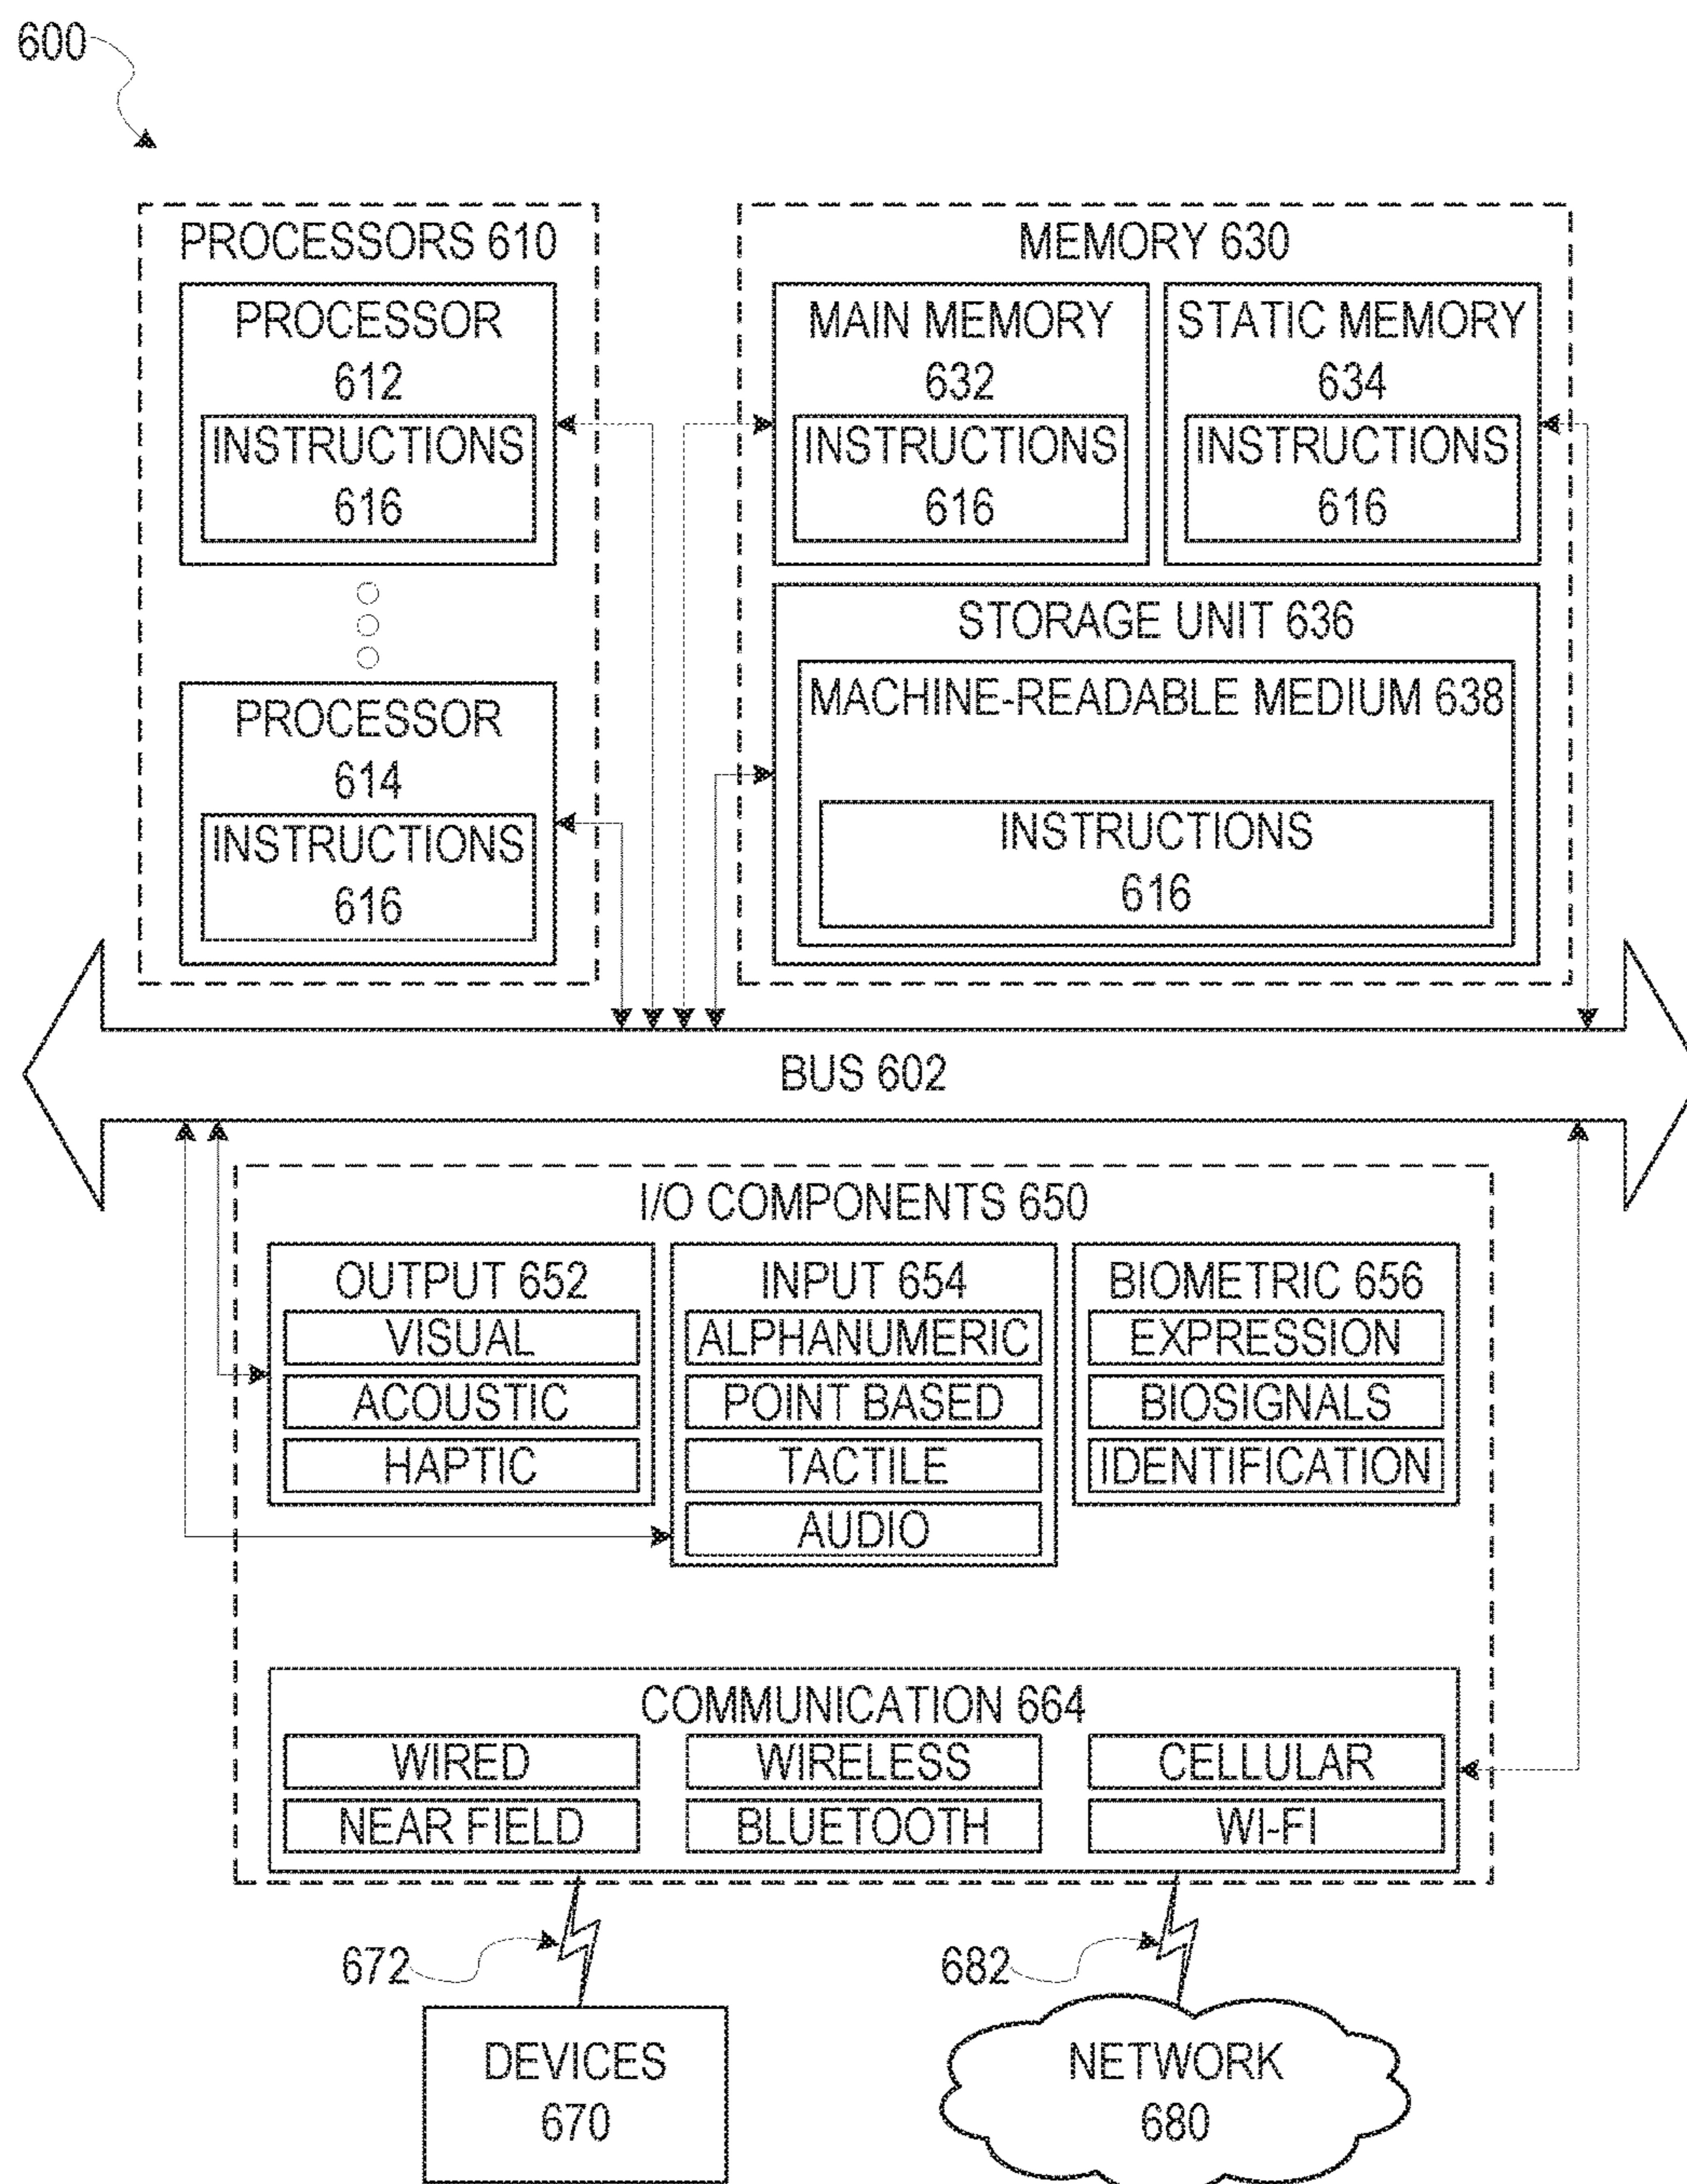 600
PROCESSORS 610
PROCESSOR
612
INSTRUCTIONS
616
PROCESSOR
614
INSTRUCTIONS
616
MEMORY 630
MAIN MEMORY
632
INSTRUCTIONS
616
STATIC MEMORY
634
INSTRUCTIONS
616
STORAGE UNIT 636
MACHINE-READABLE MEDIUM 638
INSTRUCTIONS
616
BUS 602
I/O COMPONENTS 650
OUTPUT 652
VISUAL
ACOUSTIC
HAPTIC
INPUT 654
ALPHANUMERIC
POINT BASED
TACTILE
AUDIO
BIOMETRIC 656
EXPRESSION
BIOSIGNALS
IDENTIFICATION
COMMUNICATION 664
WIRED
WIRELESS
CELLULAR
NEAR FIELD
BLUETOOTH
WI-FI
672
682
DEVICES
670
NETWORK
680